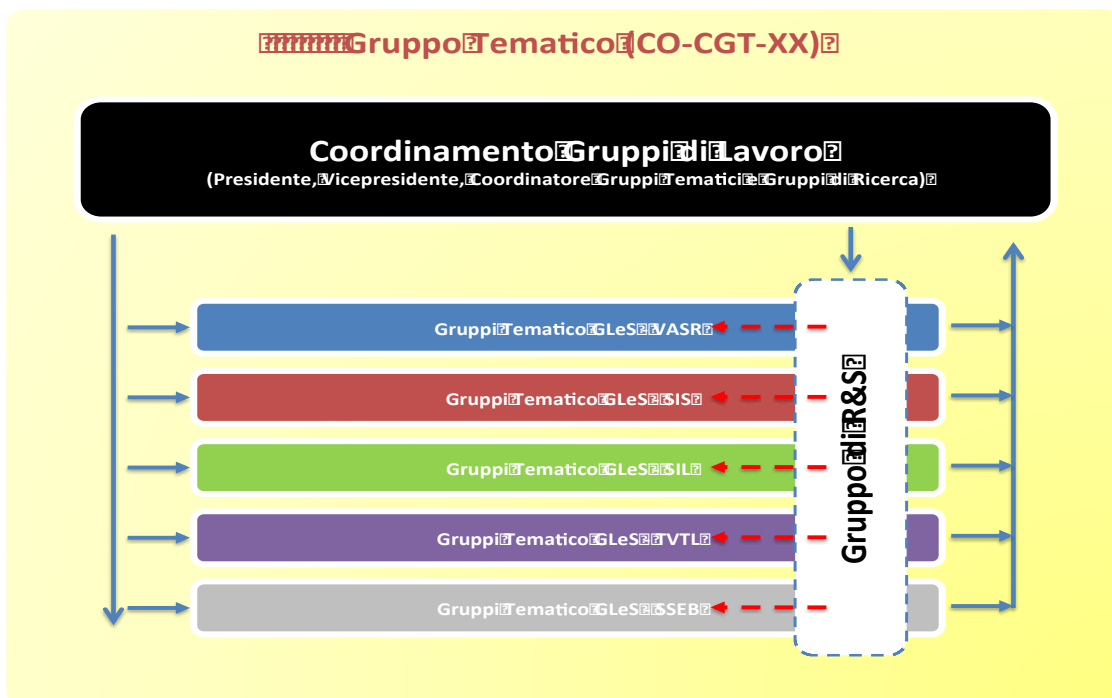 Gruppo Tematico (CO-CGT-XX)
Coordinamento Gruppi di Lavoro
(Presidente, Vicepresidente, Coordinatore Gruppi Tematici e Gruppi di Ricerca)
Gruppi Tematico GLeS VASR
Gruppi Tematico GLeS SIS
Gruppi Tematico GLeS SIL
Gruppi Tematico GLeS TVTL
Gruppi Tematico GLeS SSEB
Gruppo di R&S